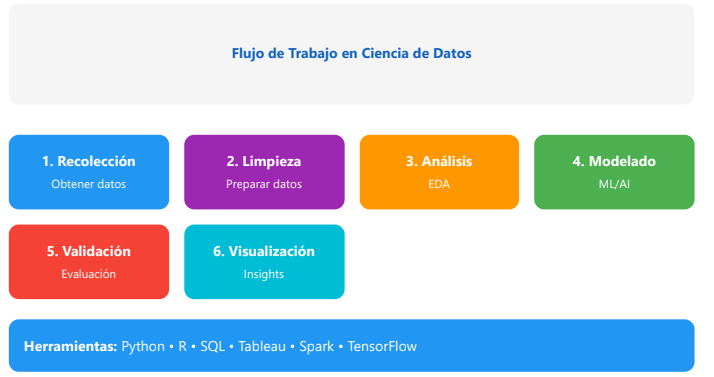 Flujo de Trabajo en Ciencia de Datos
1. Recolección
Obtener datos
2. Limpieza
Preparar datos
3. Análisis
EDA
4. Modelado
ML/AI
5. Validación
Evaluación
6. Visualización
Insights
Herramientas: Python • R • SQL • Tableau • Spark • TensorFlow